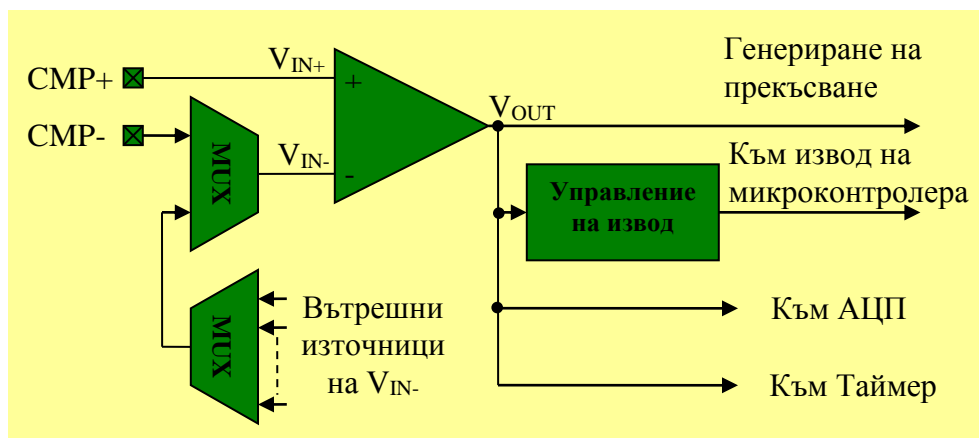 CMP+
CMP-
VIN+
VIN-
+
-
MUX
MUX
VOUT
Генериране на
прекъсване
Към извод на
микроконтролера
Управление
на извод
Вътрешни
източници
на VIN-
Към АЦП
Към Таймер